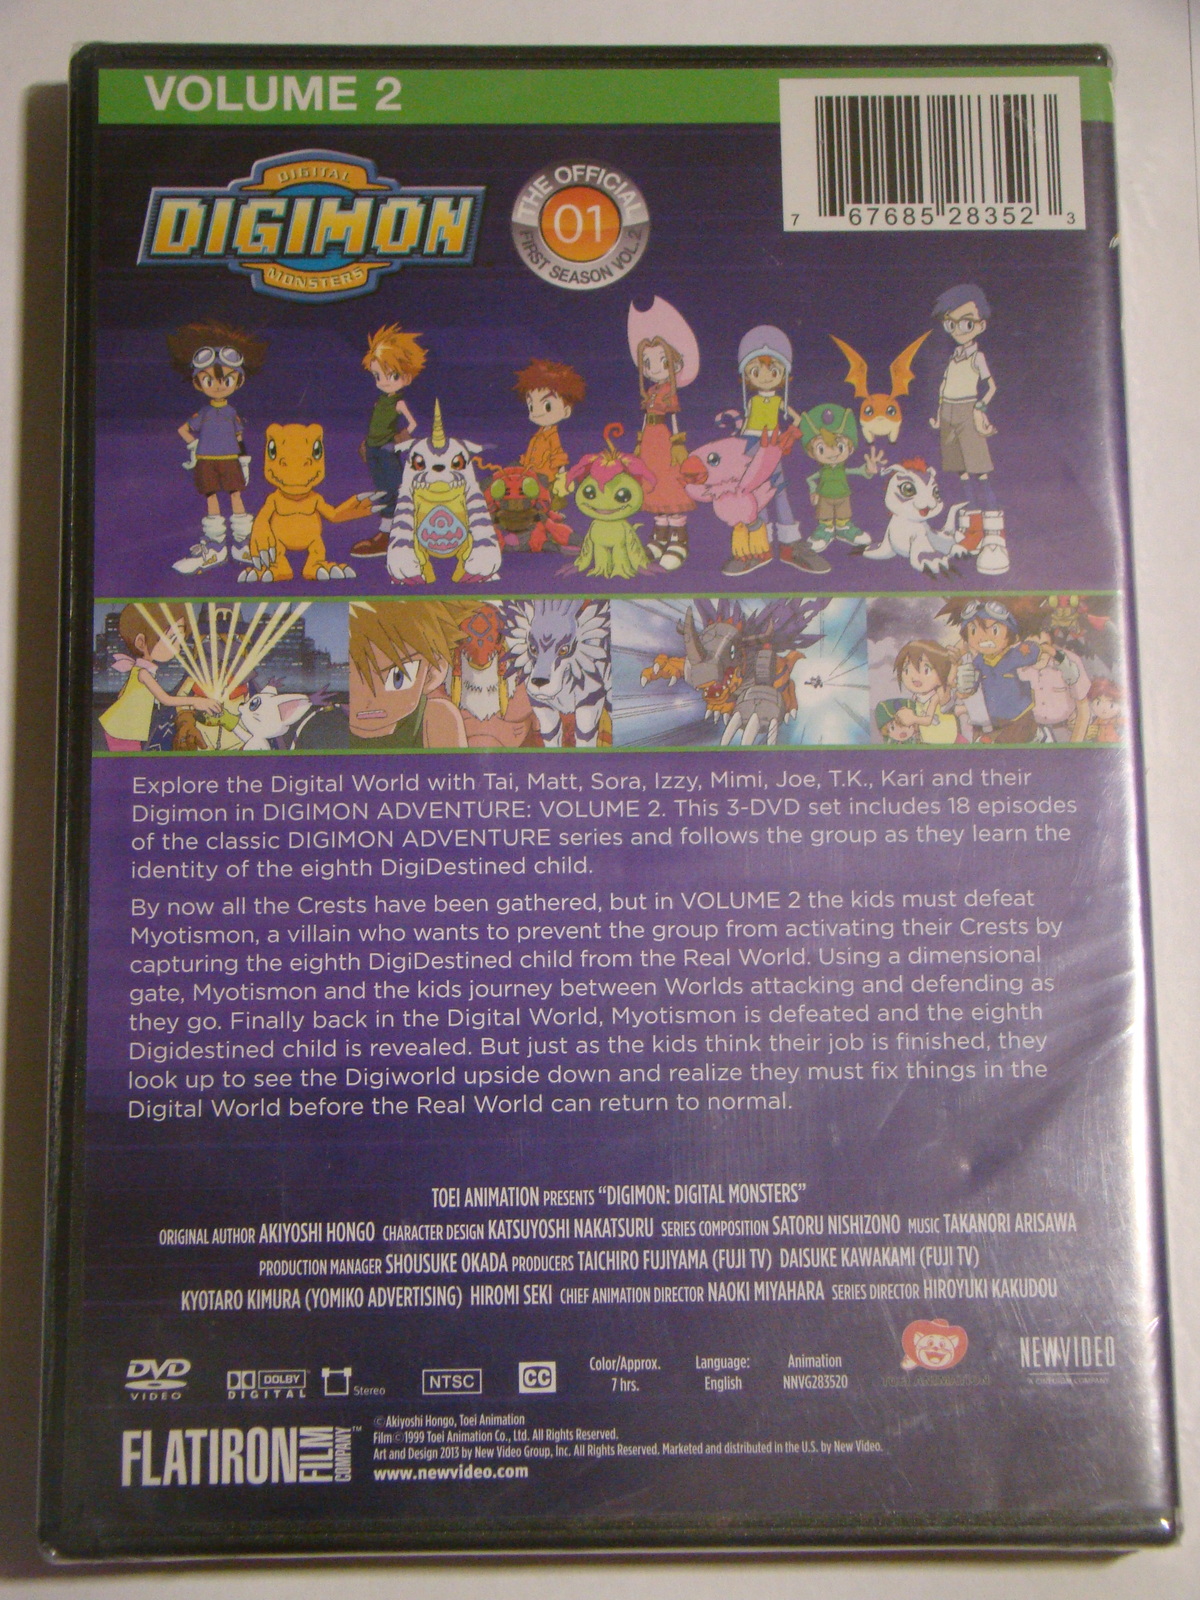 VOLUME 2
7 67685 28352 3
DIGITAL
DIGIMON
MONSTERS
THE OFFICIAL
01
FIRST SEASON VOL. 2
Explore the Digital World with Tai, Matt, Sora, Izzy, Mimi, Joe, T.K., Kari and their
Digimon in DIGIMON ADVENTURE: VOLUME 2. This 3-DVD set includes 18 episodes
of the classic DIGIMON ADVENTURE series and follows the group as they learn the
identity of the eighth DigiDestined child.
By now all the Crests have been gathered, but in VOLUME 2 the kids must defeat
Myotismon, a villain who wants to prevent the group from activating their Crests by
capturing the eighth DigiDestined child from the Real World. Using a dimensional
gate, Myotismon and the kids journey between Worlds attacking and defending as
they go. Finally back in the Digital World, Myotismon is defeated and the eighth
Digidestined child is revealed. But just as the kids think their job is finished, they
look up to see the Digiworld upside down and realize they must fix things in the
Digital World before the Real World can return to normal.
TOEI ANIMATION PRESENTS "DIGIMON: DIGITAL MONSTERS"
ORIGINAL AUTHOR AKIYOSHI HONGO CHARACTER DESIGN KATSUYOSHI NAKATSURU SERIES COMPOSITION SATORU NISHIZONO MUSIC TAKANORI ARISAWA
PRODUCTION MANAGER SHOUSUKE OKADA PRODUCERS TAICHIRO FUJIYAMA (FUJI TV) DAISUKE KAWAKAMI (FUJI TV)
KYOTARO KIMURA (YOMIKO ADVERTISING) HIROMI SEKI CHIEF ANIMATION DIRECTOR NAOKI MIYAHARA SERIES DIRECTOR HIROYUKI KAKUDOU
DVD
VIDEO
DOLBY
DIGITAL
Stereo
NTSC
CC
Color/Approx.
7 hrs.
Language:
English
Animation
NNVG283520
TOEI ANIMATION
NEWVIDEO
A CINEDIGM COMPANY
FLATIRON FILM COMPANY™
©Akiyoshi Hongo, Toei Animation
Film©1999 Toei Animation Co., Ltd. All Rights Reserved.
Art and Design 2013 by New Video Group, Inc. All Rights Reserved. Marketed and distributed in the U.S. by New Video.
www.newvideo.com